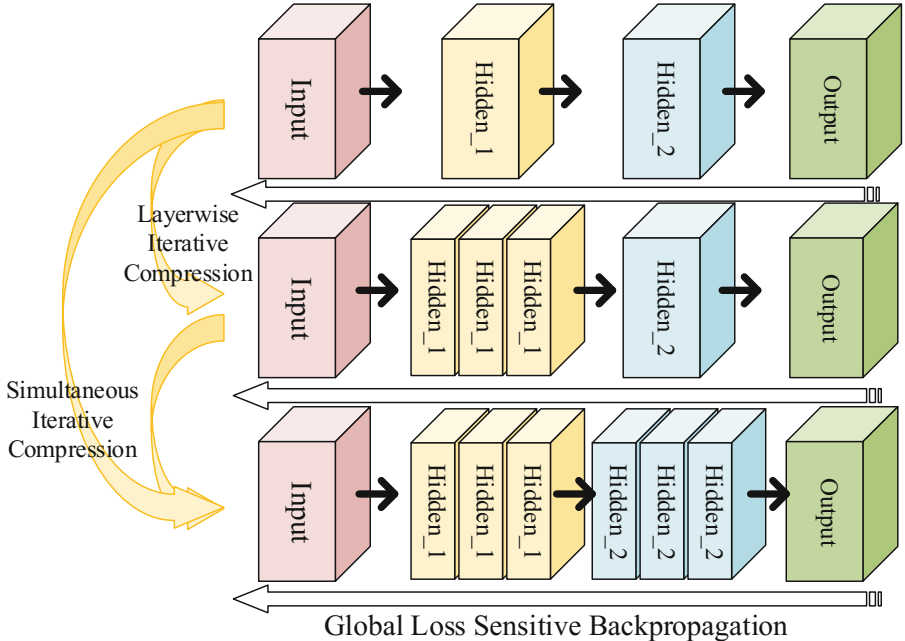 Input
Hidden_1
Hidden_2
Output
Layerwise
Iterative
Compression
Input
Hidden_1
Hidden_1
Hidden_1
Hidden_2
Output
Simultaneous
Iterative
Compression
Input
Hidden_1
Hidden_1
Hidden_1
Hidden_2
Hidden_2
Hidden_2
Output
Global Loss Sensitive Backpropagation